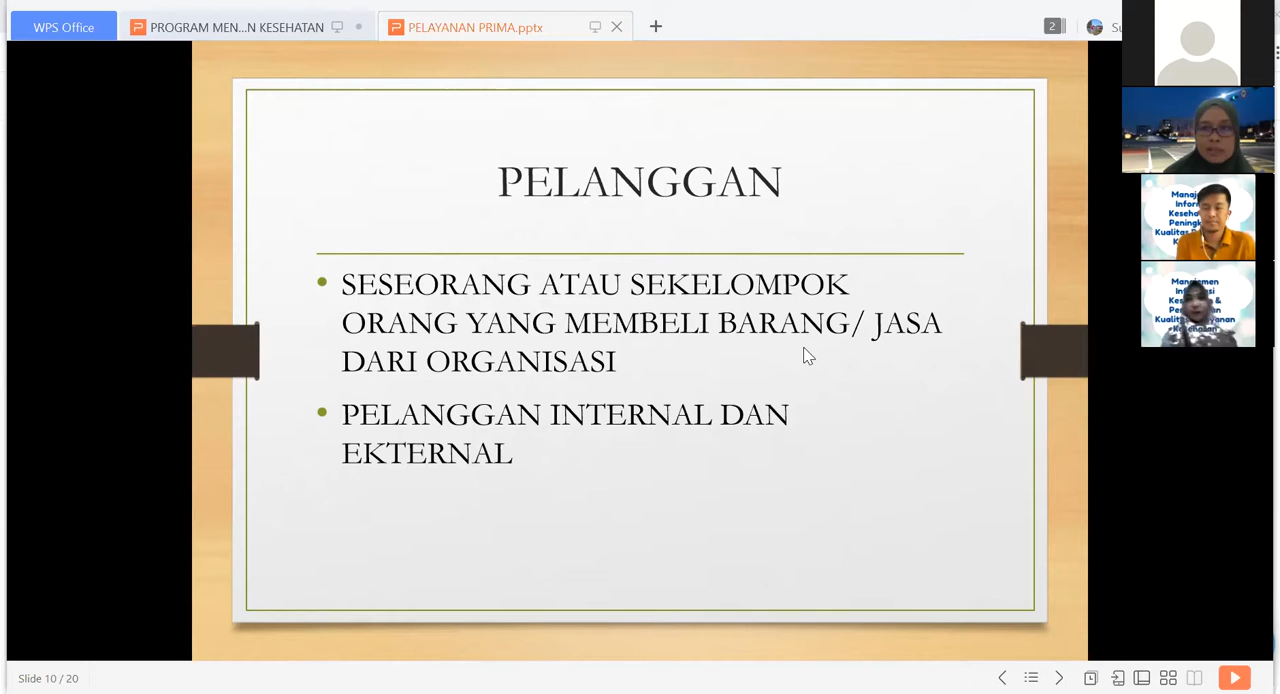 WPS Office
PROGRAM MEN...N KESEHATAN
PELAYANAN PRIMA.pptx
2
Su
PELANGGAN
SESEORANG ATAU SEKELOMPOK
ORANG YANG MEMBELI BARANG/ JASA
DARI ORGANISASI
PELANGGAN INTERNAL DAN
EKTERNAL
Slide 10 / 20